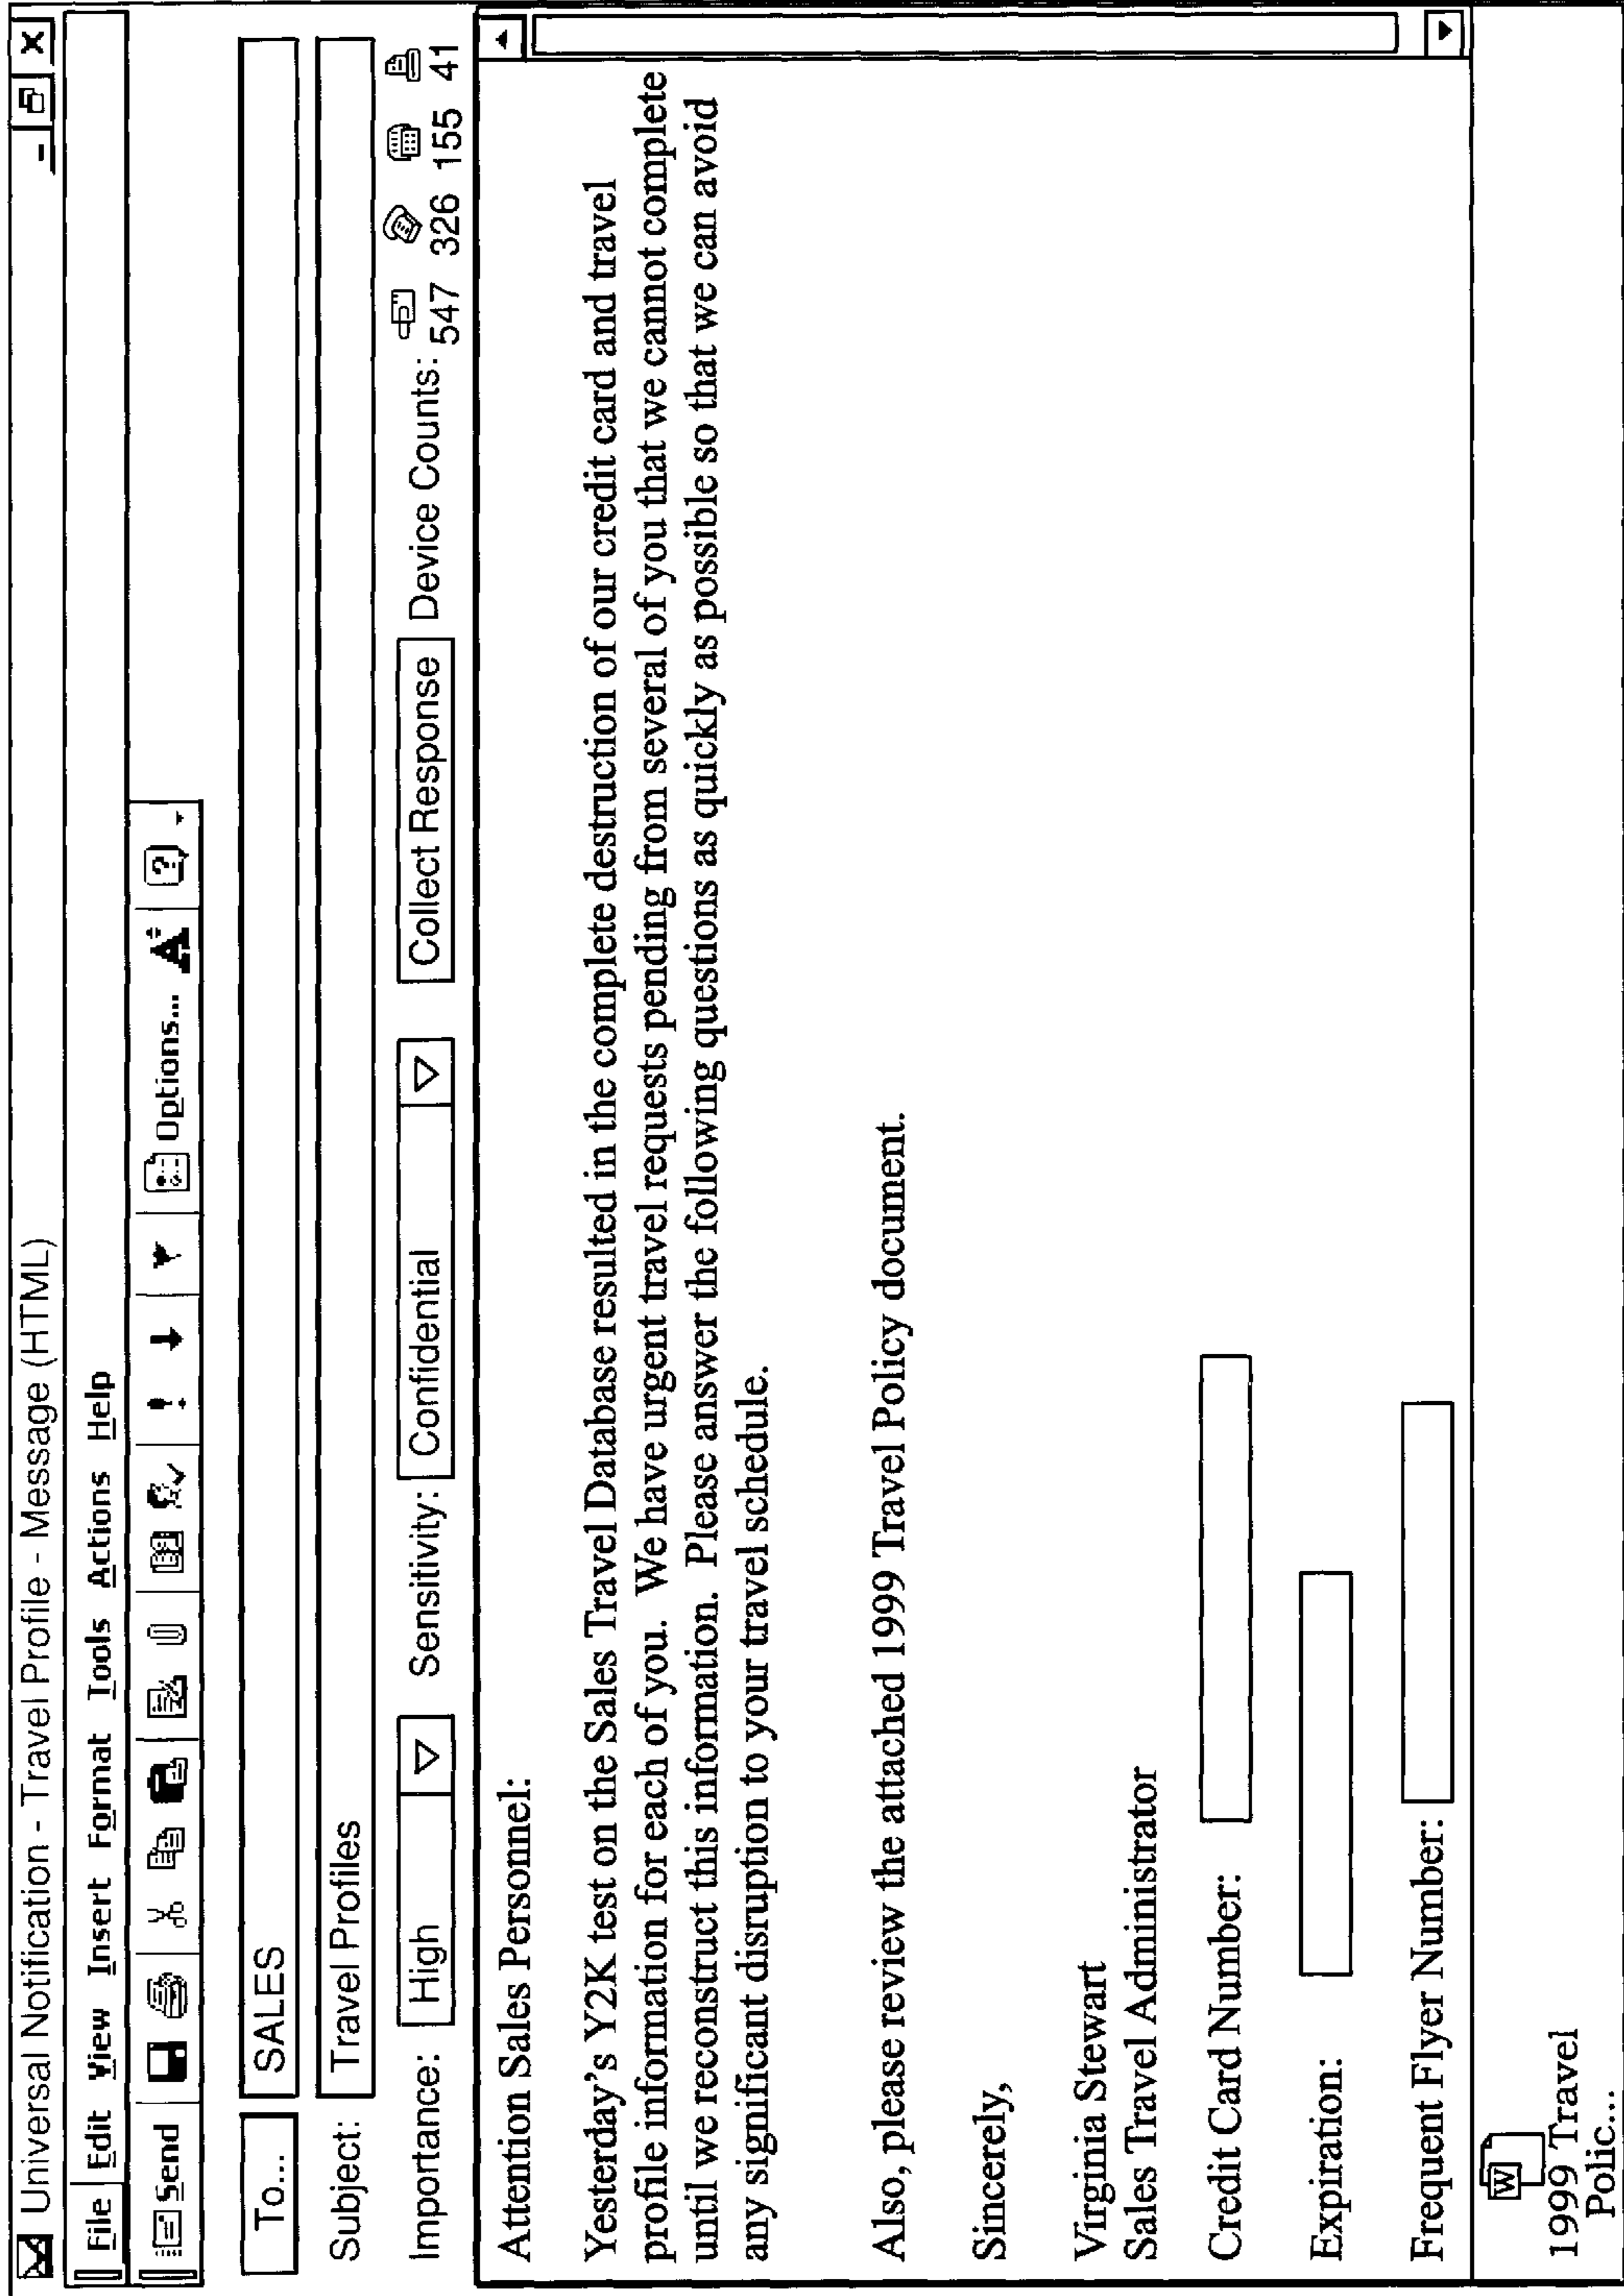 Universal Notification - Travel Profile - Message (HTML)
File Edit View Insert Format Tools Actions Help
Send Options...
To... SALES
Subject: Travel Profiles
Importance: High Sensitivity: Confidential Collect Response Device Counts: 547 326 155 41
Attention Sales Personnel:
Yesterday's Y2K test on the Sales Travel Database resulted in the complete destruction of our credit card and travel
profile information for each of you. We have urgent travel requests pending from several of you that we cannot complete
until we reconstruct this information. Please answer the following questions as quickly as possible so that we can avoid
any significant disruption to your travel schedule.
Also, please review the attached 1999 Travel Policy document.
Sincerely,
Virginia Stewart
Sales Travel Administrator
Credit Card Number:
Expiration:
Frequent Flyer Number:
W
1999 Travel
Polic...